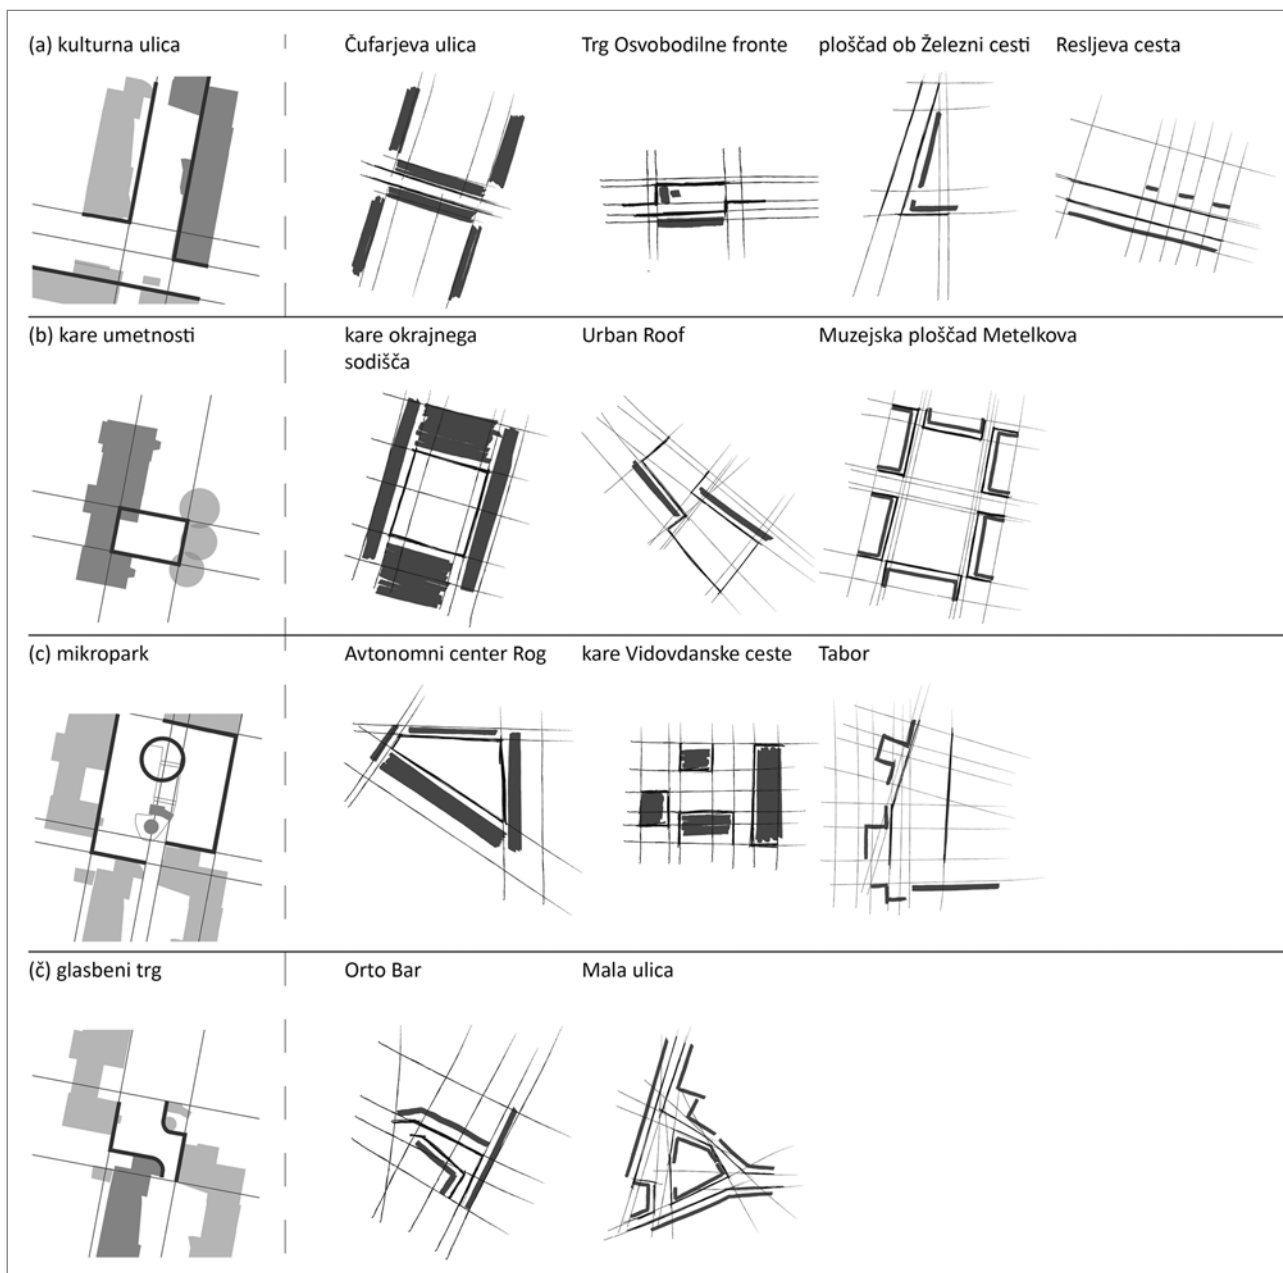 (a) kulturna ulica
Čufarjeva ulica
Trg Osvobodilne fronte
ploščad ob Železni cesti
Resljeva cesta
(b) kare umetnosti
kare okrajnega
sodišča
Urban Roof
Muzejska ploščad Metelkova
(c) mikropark
Avtonomni center Rog
kare Vidovdanske ceste
Tabor
(č) glasbeni trg
Orto Bar
Mala ulica